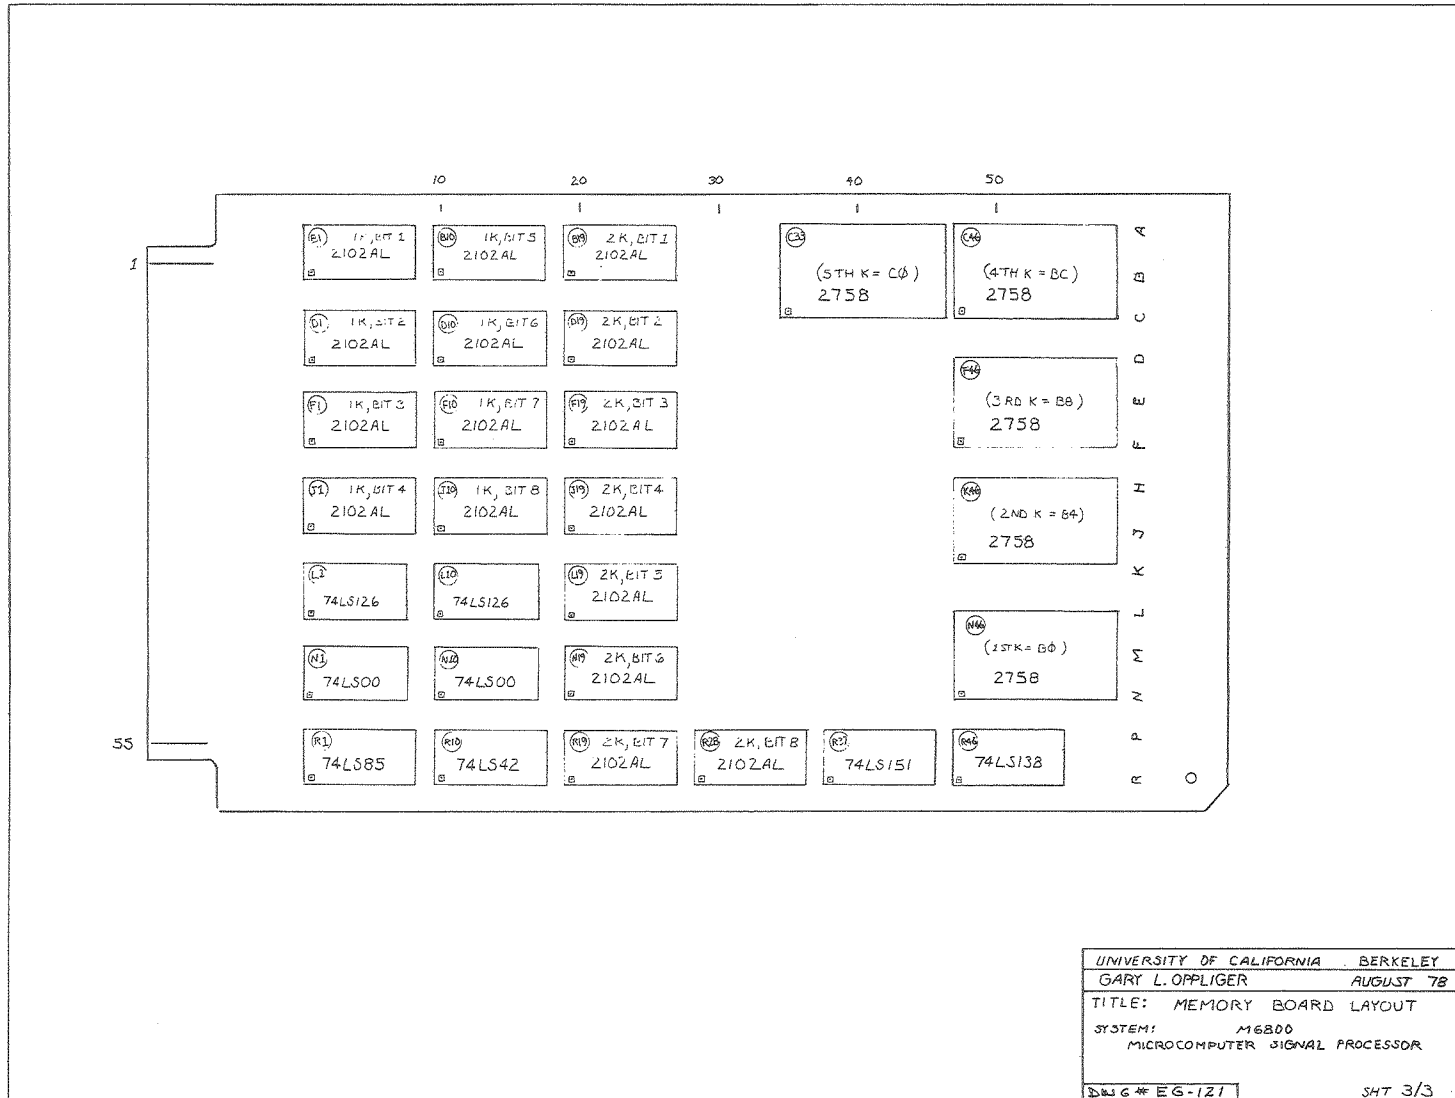 10 20 30 40 50
1
55
B1 1K, BIT 1
2102AL
B10 1K, BIT 5
2102AL
B19 2K, BIT 1
2102AL
C33
(5TH K = CØ)
2758
C46
(4TH K = BC)
2758
D1 1K, BIT 2
2102AL
D10 1K, BIT 6
2102AL
D19 2K, BIT 2
2102AL
F1 1K, BIT 3
2102AL
F10 1K, BIT 7
2102AL
F19 2K, BIT 3
2102AL
F46
(3RD K = B8)
2758
J1 1K, BIT 4
2102AL
J10 1K, BIT 8
2102AL
J19 2K, BIT 4
2102AL
K46
(2ND K = B4)
2758
L1
74LS126
L10
74LS126
L19 2K, BIT 5
2102AL
N1
74LS00
N10
74LS00
N19 2K, BIT 6
2102AL
N46
(1ST K = BØ)
2758
R1
74LS85
R10
74LS42
R19 2K, BIT 7
2102AL
R28 2K, BIT 8
2102AL
R37
74LS151
R46
74LS138
R P N M L K J H F E D C B A
UNIVERSITY OF CALIFORNIA BERKELEY
GARY L. OPPLIGER AUGUST 78
TITLE: MEMORY BOARD LAYOUT
SYSTEM: M6800
MICROCOMPUTER SIGNAL PROCESSOR
DWG # EG-121 SHT 3/3